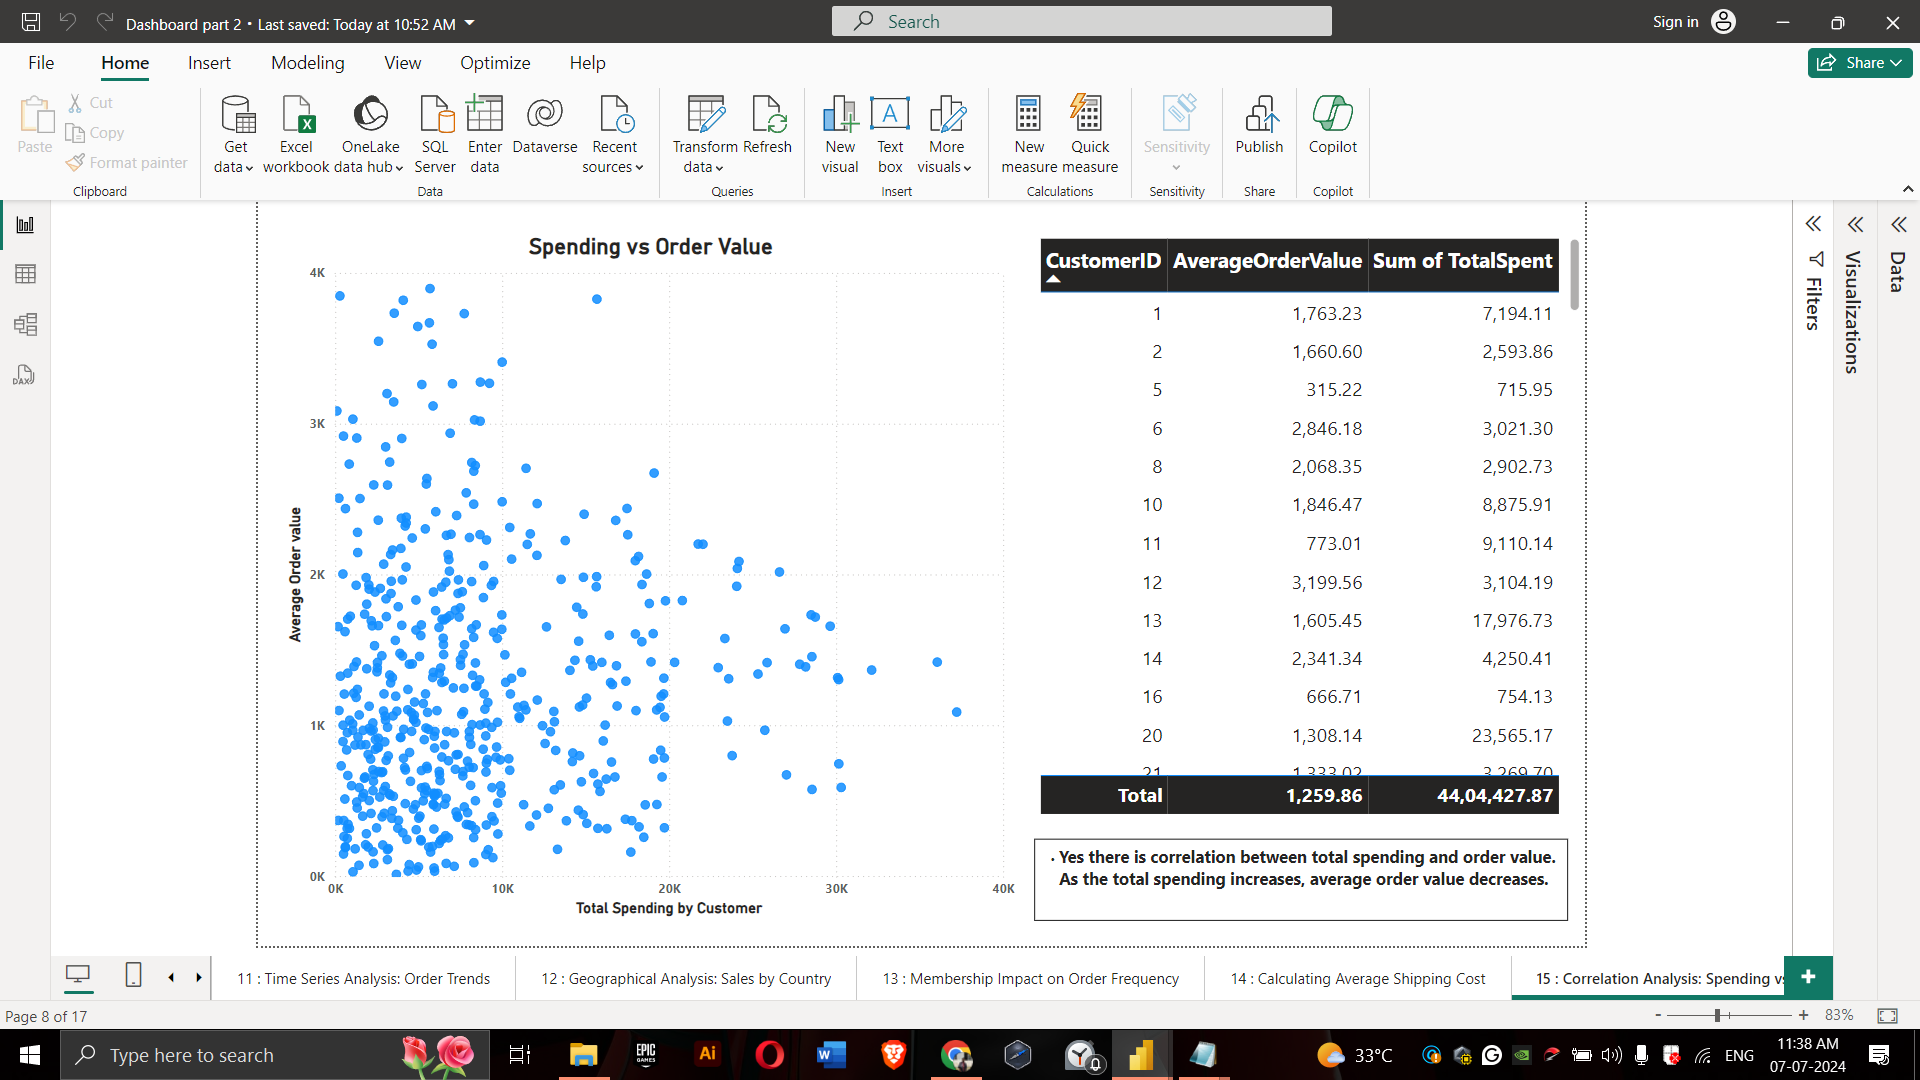 Dashboard part 2 • Last saved: Today at 10:52 AM
Search
Sign in
File Home Insert Modeling View Optimize Help
Share
Paste
Cut
Copy
Format painter
Clipboard
Get data
Excel workbook
OneLake data hub
SQL Server
Enter data
Dataverse
Recent sources
Data
Transform data
Refresh
Queries
New visual
Text box
More visuals
Insert
New measure
Quick measure
Calculations
Sensitivity
Sensitivity
Publish
Share
Copilot
Copilot
Spending vs Order Value
4K
3K
2K
1K
0K
Average Order value
0K 10K 20K 30K 40K
Total Spending by Customer
CustomerID AverageOrderValue Sum of TotalSpent
1 1,763.23 7,194.11
2 1,660.60 2,593.86
5 315.22 715.95
6 2,846.18 3,021.30
8 2,068.35 2,902.73
10 1,846.47 8,875.91
11 773.01 9,110.14
12 3,199.56 3,104.19
13 1,605.45 17,976.73
14 2,341.34 4,250.41
16 666.71 754.13
20 1,308.14 23,565.17
21 1,333.02 3,269.70
Total 1,259.86 44,04,427.87
· Yes there is correlation between total spending and order value.
As the total spending increases, average order value decreases.
Filters
Visualizations
Data
DAX
11 : Time Series Analysis: Order Trends
12 : Geographical Analysis: Sales by Country
13 : Membership Impact on Order Frequency
14 : Calculating Average Shipping Cost
15 : Correlation Analysis: Spending vs
Page 8 of 17
- + 83%
Type here to search
EPIC GAMES
Ai
33°C
ENG
11:38 AM
07-07-2024